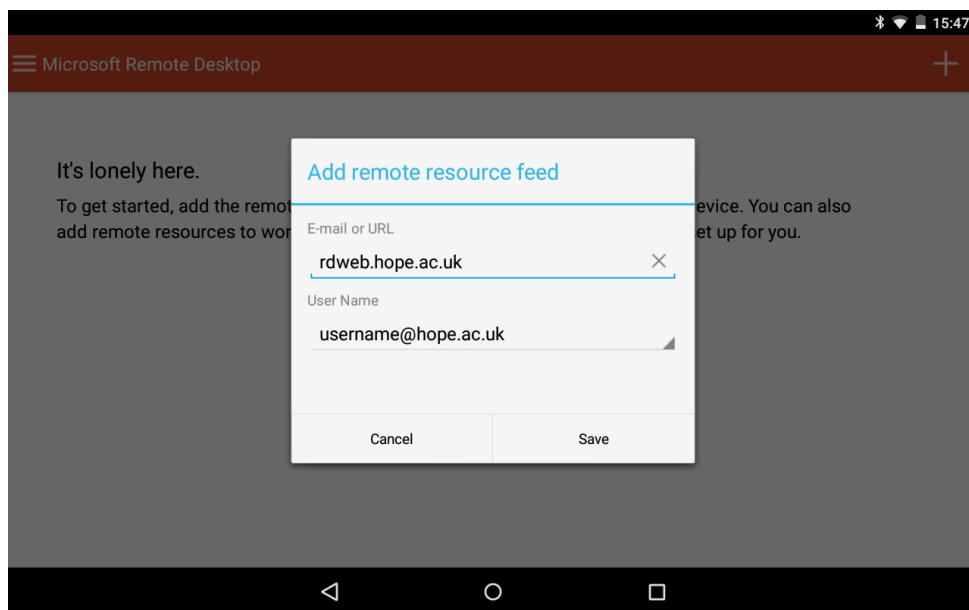 15:47
Microsoft Remote Desktop
It's lonely here.
To get started, add the remot
evice. You can also
add remote resources to wor
et up for you.
Add remote resource feed
E-mail or URL
rdweb.hope.ac.uk
User Name
username@hope.ac.uk
Cancel
Save